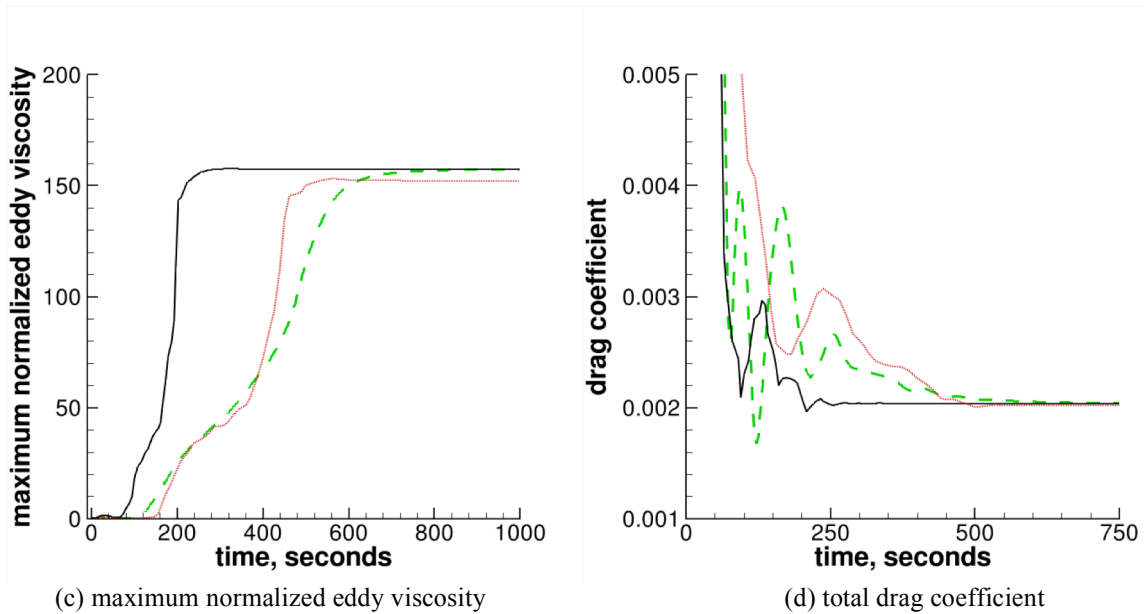 200
150
100
50
0
maximum normalized eddy viscosity
0 200 400 600 800 1000
time, seconds
(c) maximum normalized eddy viscosity
0.005
0.004
0.003
0.002
0.001
drag coefficient
0 250 500 750
time, seconds
(d) total drag coefficient